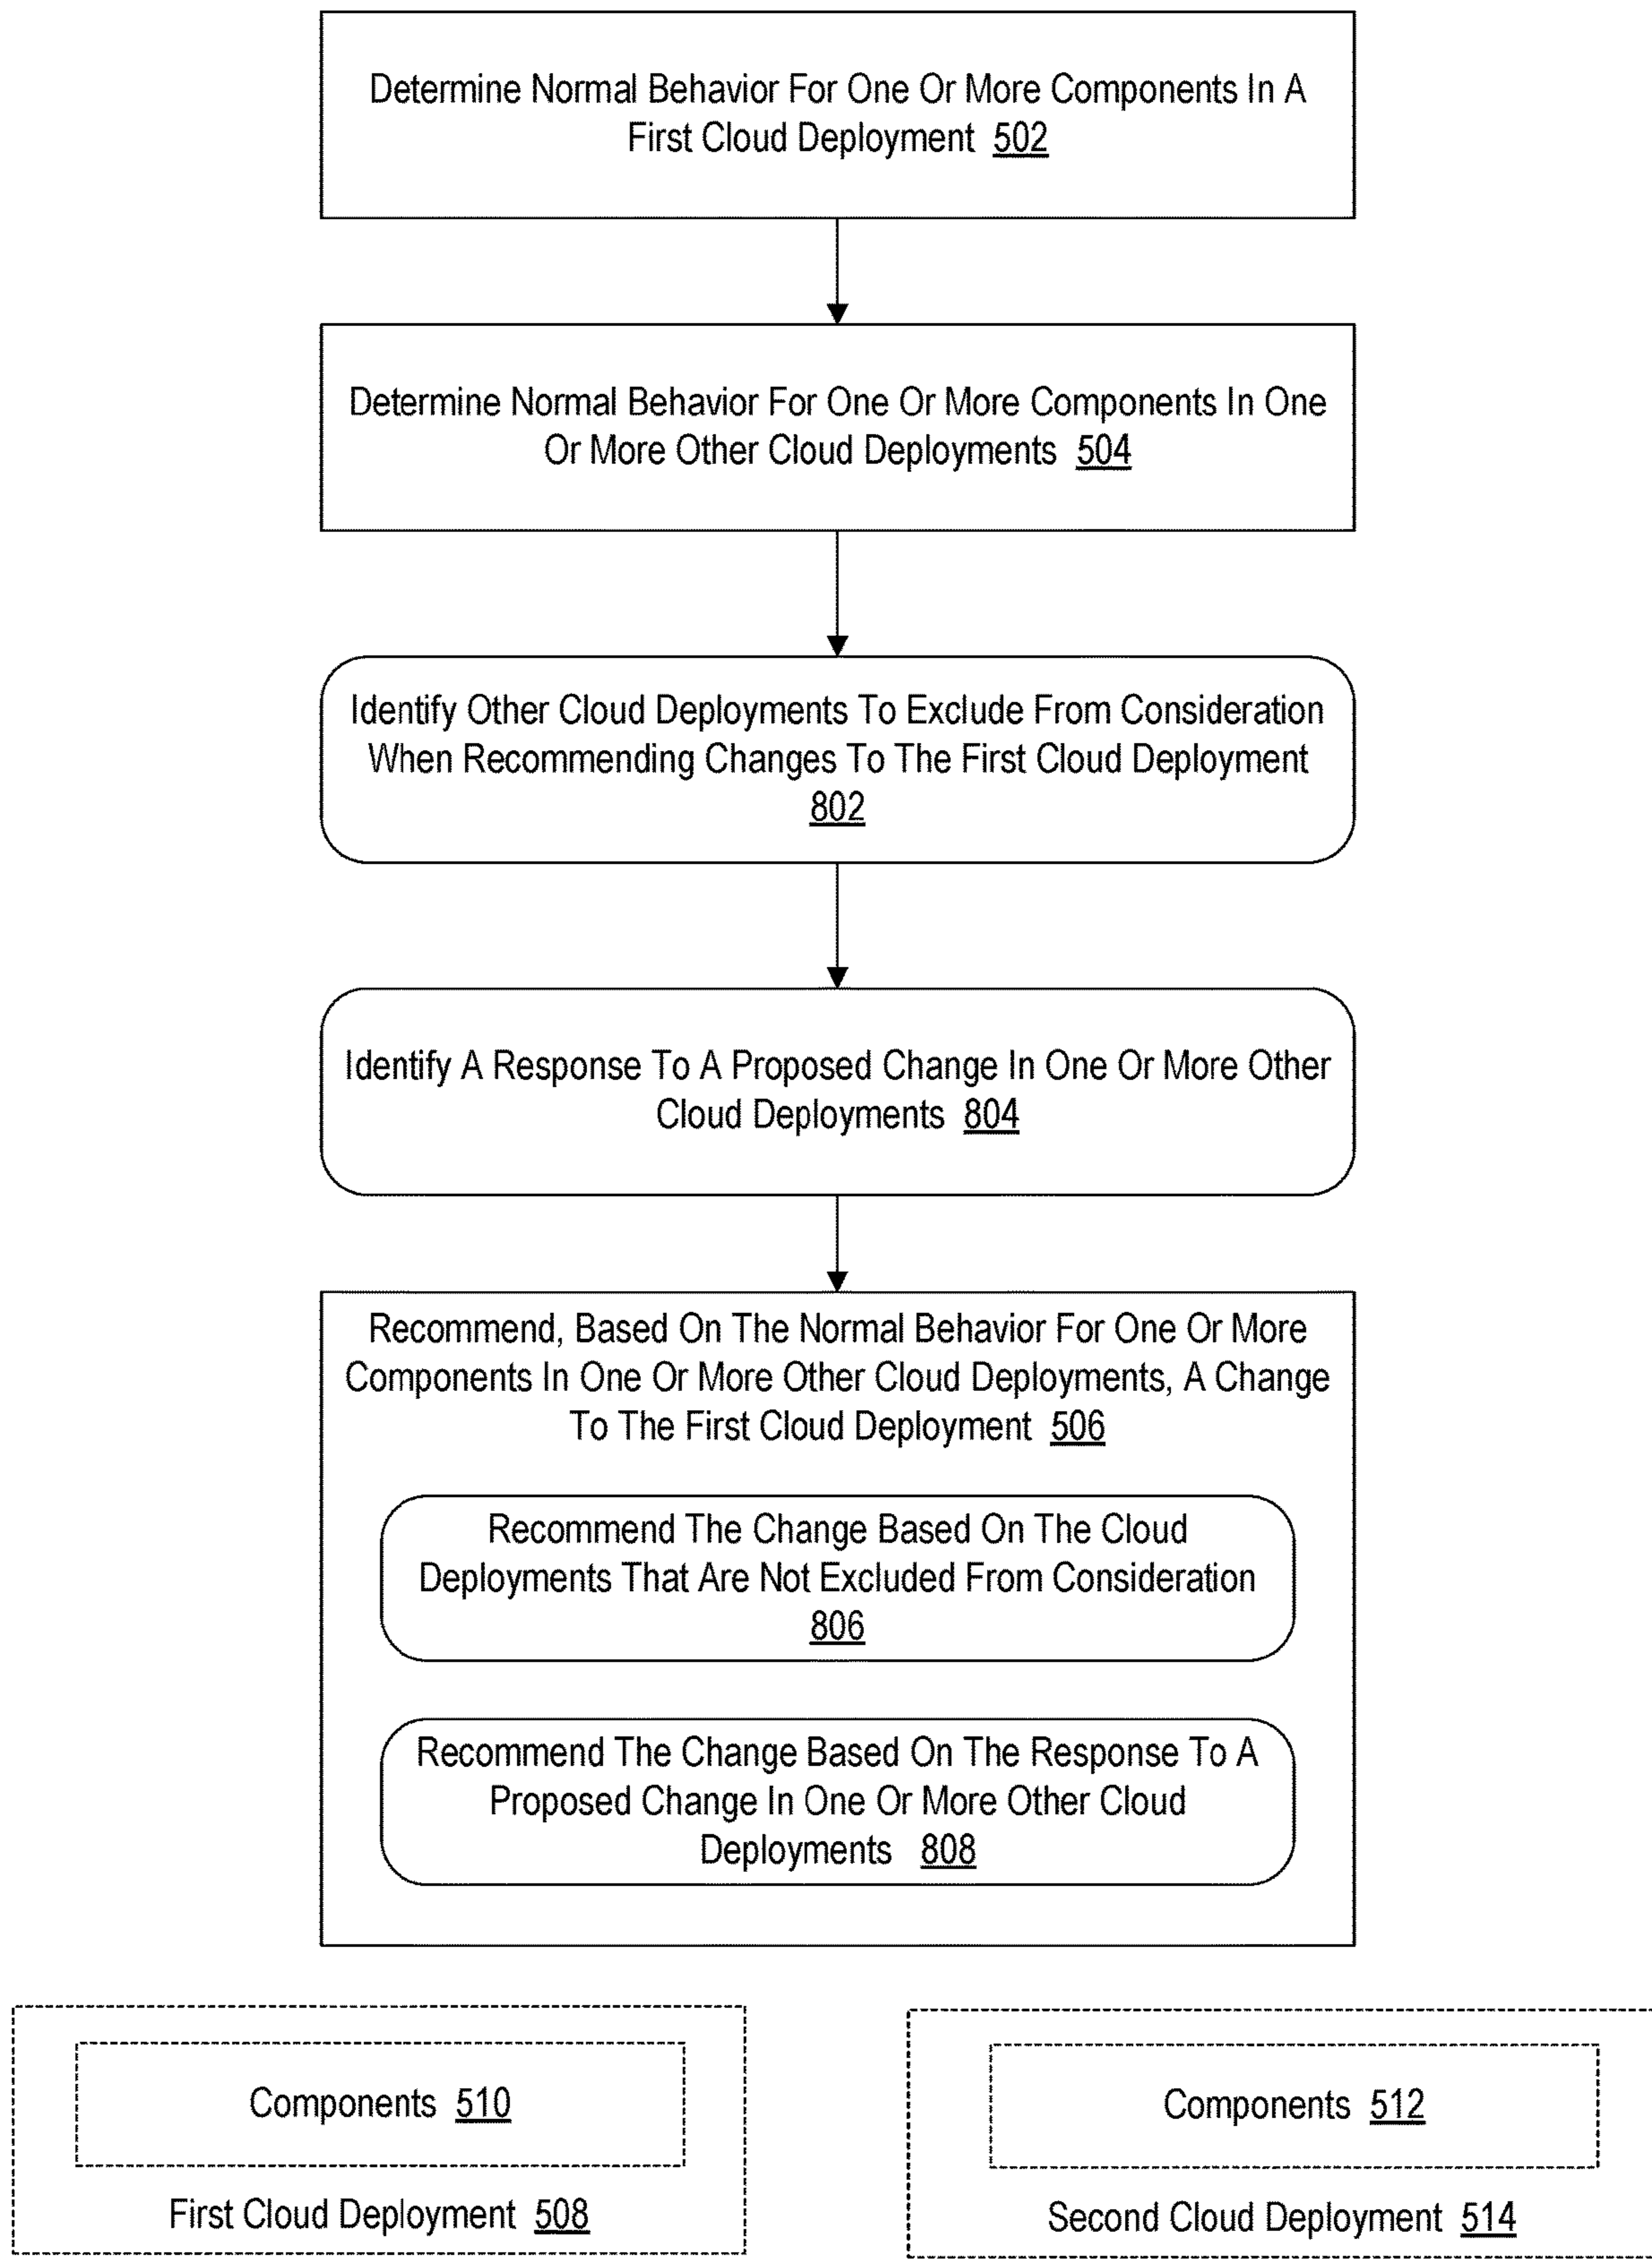 Determine Normal Behavior For One Or More Components In A
First Cloud Deployment 502
Determine Normal Behavior For One Or More Components In One
Or More Other Cloud Deployments 504
Identify Other Cloud Deployments To Exclude From Consideration
When Recommending Changes To The First Cloud Deployment
802
Identify A Response To A Proposed Change In One Or More Other
Cloud Deployments 804
Recommend, Based On The Normal Behavior For One Or More
Components In One Or More Other Cloud Deployments, A Change
To The First Cloud Deployment 506
Recommend The Change Based On The Cloud
Deployments That Are Not Excluded From Consideration
806
Recommend The Change Based On The Response To A
Proposed Change In One Or More Other Cloud
Deployments 808
Components 510
First Cloud Deployment 508
Components 512
Second Cloud Deployment 514